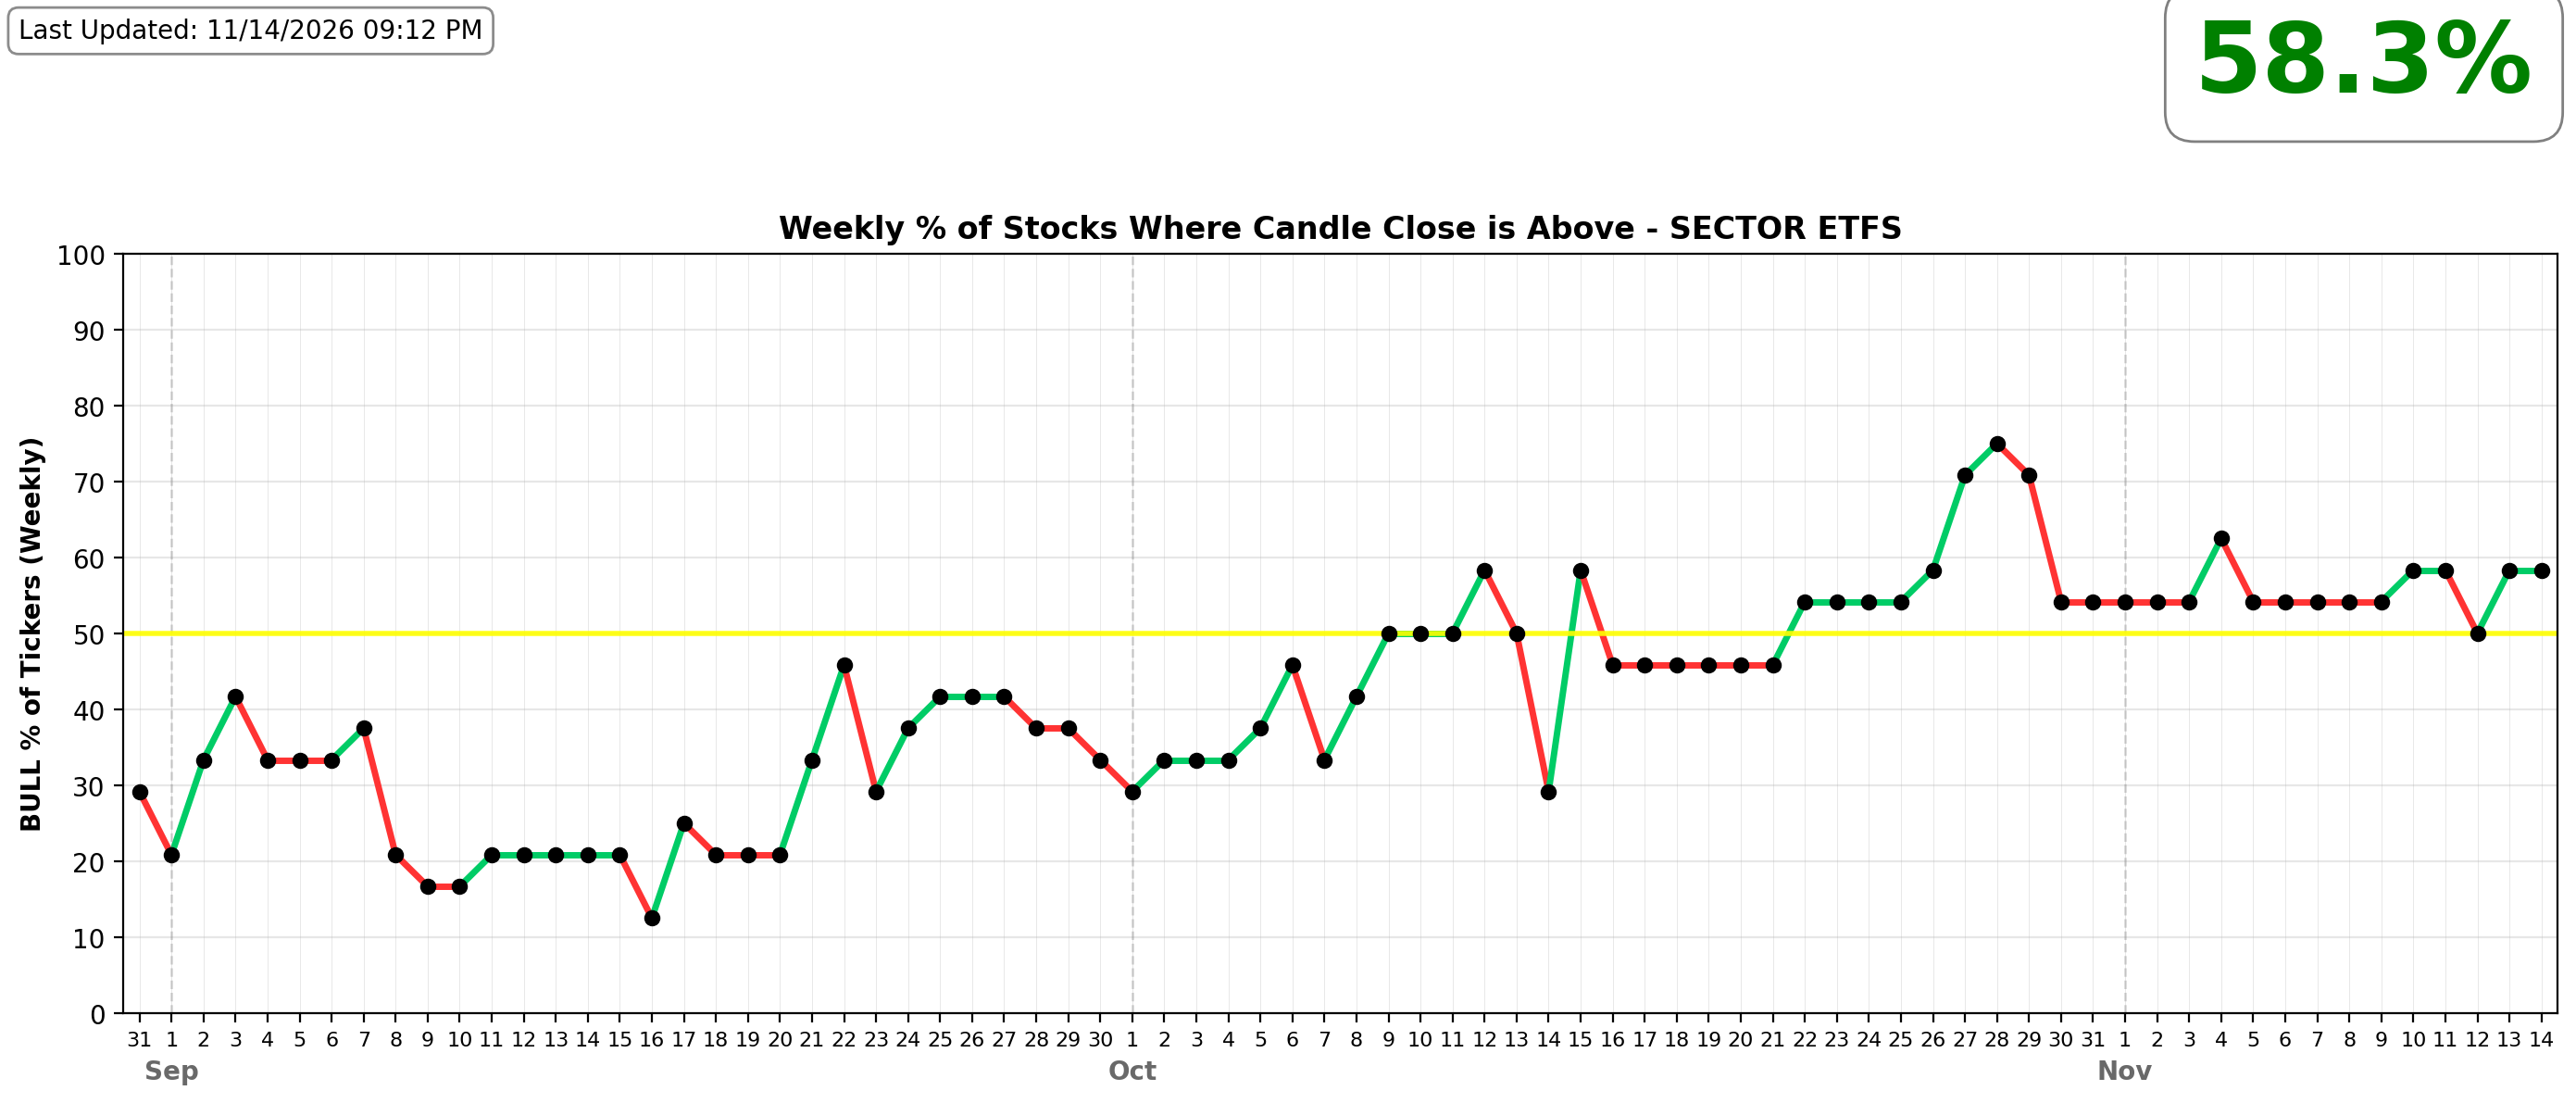 Last Updated: 11/14/2026 09:12 PM
58.3%
Weekly % of Stocks Where Candle Close is Above - SECTOR ETFS
BULL % of Tickers (Weekly)
100
90
80
70
60
50
40
30
20
10
0
31 1 2 3 4 5 6 7 8 9 10 11 12 13 14 15 16 17 18 19 20 21 22 23 24 25 26 27 28 29 30 1 2 3 4 5 6 7 8 9 10 11 12 13 14 15 16 17 18 19 20 21 22 23 24 25 26 27 28 29 30 31 1 2 3 4 5 6 7 8 9 10 11 12 13 14
Sep Oct Nov